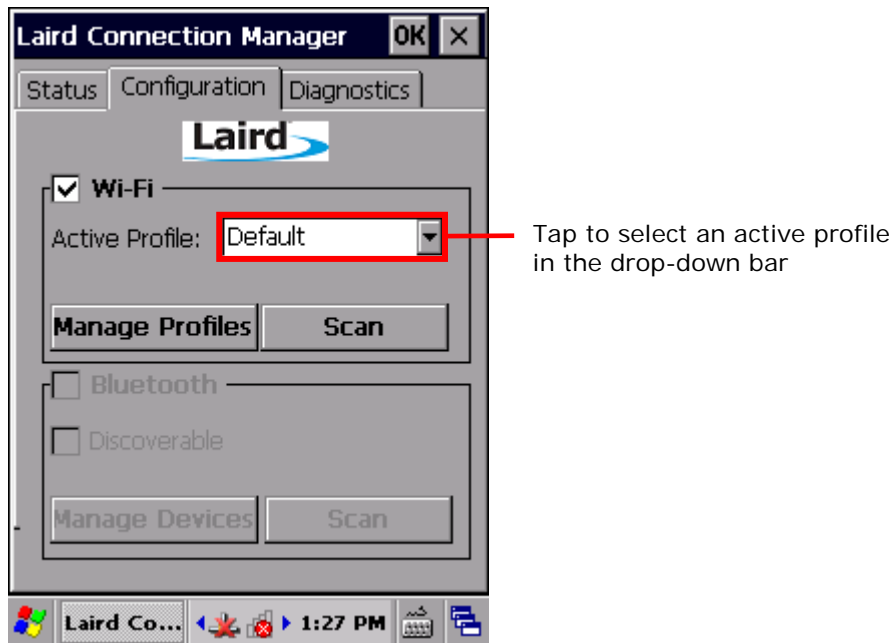 Laird Connection Manager OK ×
Status Configuration Diagnostics
Laird
Wi-Fi
Active Profile: Default
Tap to select an active profile
in the drop-down bar
Manage Profiles Scan
Bluetooth
Discoverable
Manage Devices Scan
Laird Co... 1:27 PM